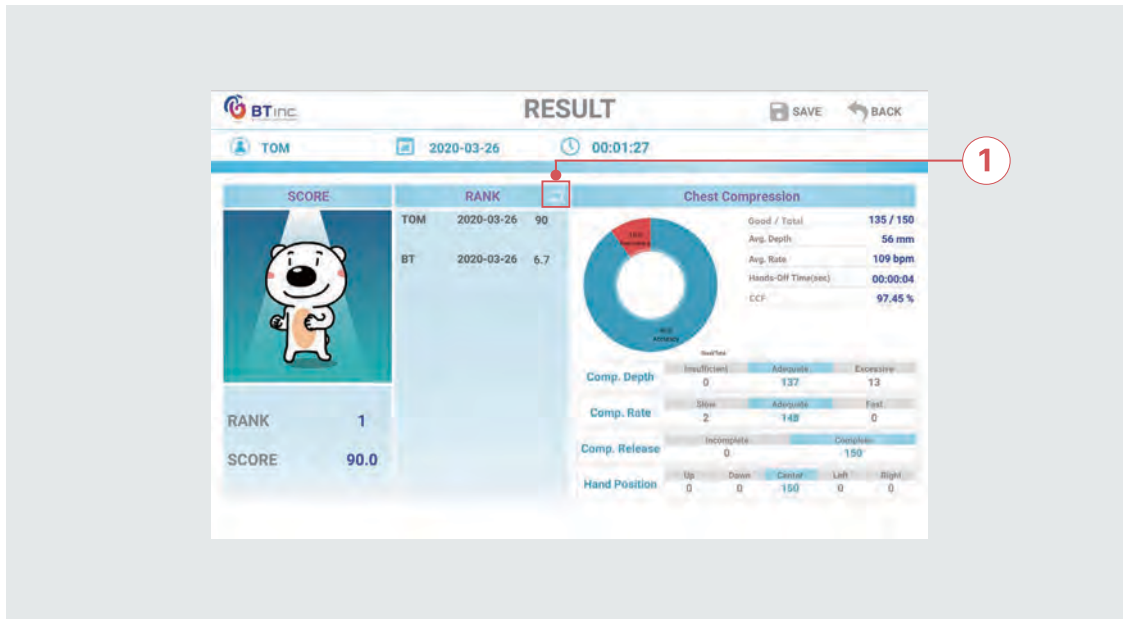 BT inc.
RESULT
SAVE
BACK
TOM
2020-03-26
00:01:27
1
SCORE
RANK
Chest Compression
TOM 2020-03-26 90
BT 2020-03-26 6.7
Good / Total 135 / 150
Avg. Depth 56 mm
Avg. Rate 109 bpm
Hands-Off Time(sec) 00:00:04
CCF 97.45 %
RANK 1
SCORE 90.0
Insufficient Adequate Excessive
Comp. Depth 0 137 13
Slow Adequate Fast
Comp. Rate 2 148 0
Incomplete Complete
Comp. Release 0 150
Up Down Center Left Right
Hand Position 0 0 150 0 0